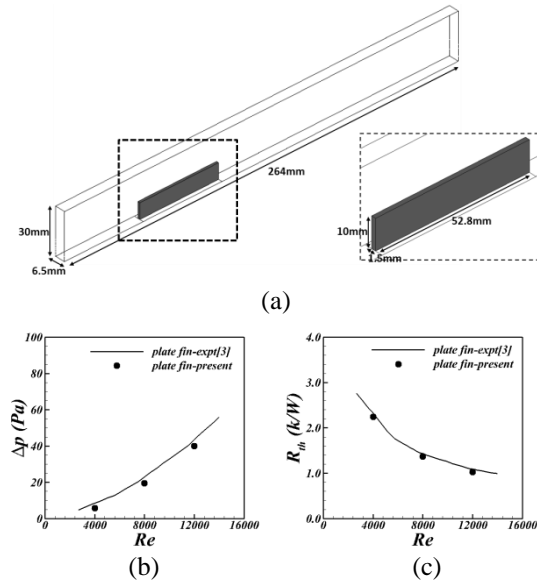 30mm
6.5mm
264mm
10mm
1.5mm
52.8mm
(a)
Δp (Pa)
100
80
60
40
20
0
plate fin-expt[3]
plate fin-present
4000 8000 12000 16000
Re
(b)
R_th (k/W)
4.0
3.0
2.0
1.0
0.0
plate fin-expt[3]
plate fin-present
4000 8000 12000 16000
Re
(c)